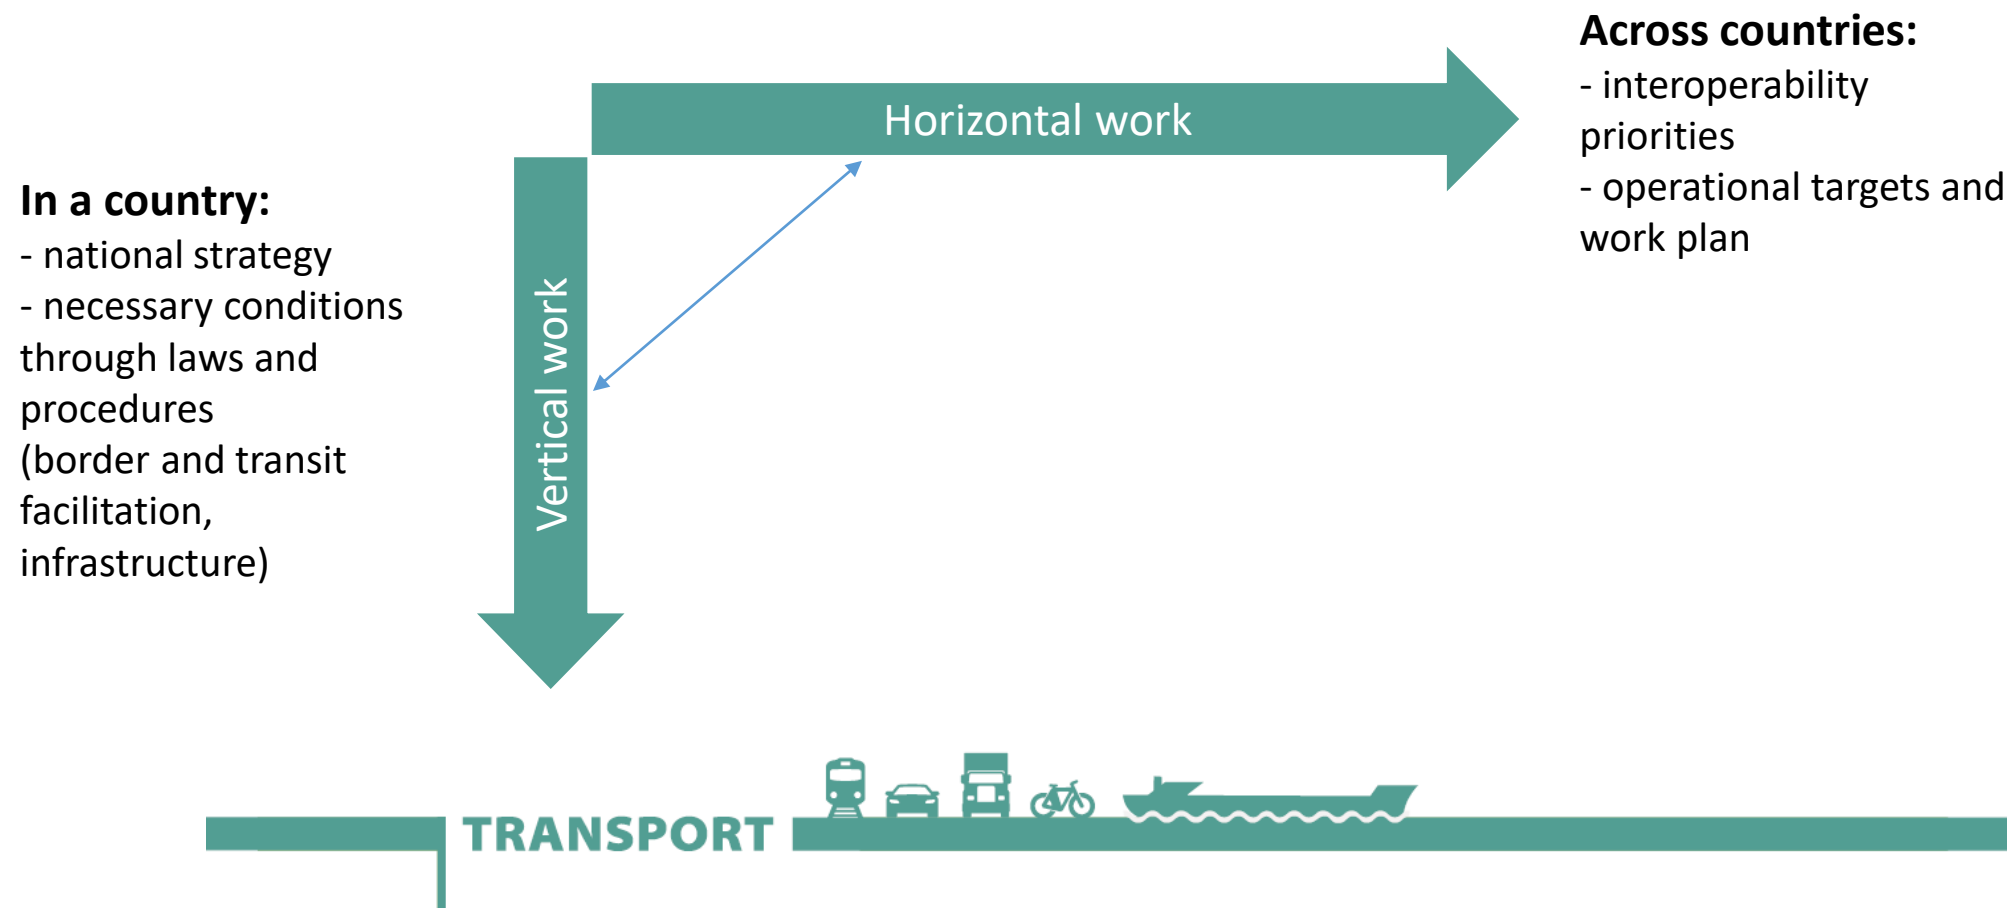 Across countries:
- interoperability
priorities
- operational targets and
work plan
Horizontal work
In a country:
- national strategy
- necessary conditions
through laws and
procedures
(border and transit
facilitation,
infrastructure)
Vertical work
TRANSPORT